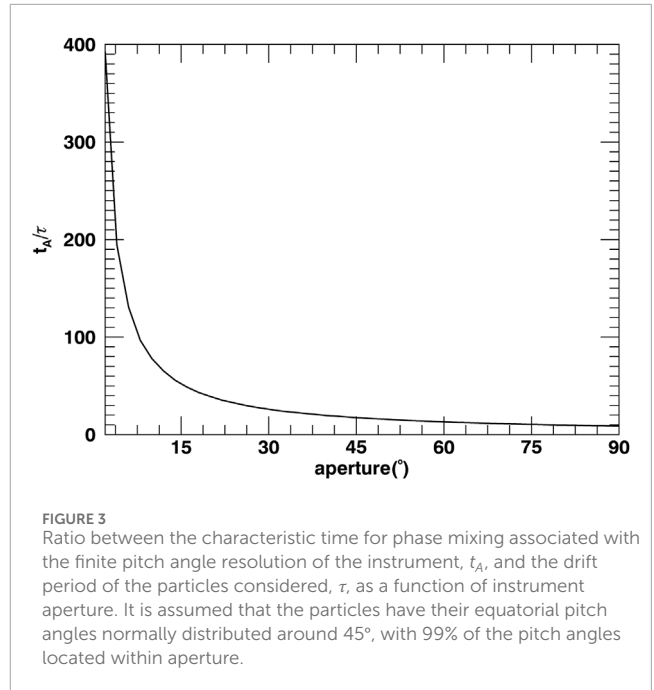 400
300
200
100
0
t_A/τ
15 30 45 60 75 90
aperture(°)
FIGURE 3
Ratio between the characteristic time for phase mixing associated with
the finite pitch angle resolution of the instrument, t_A, and the drift
period of the particles considered, τ, as a function of instrument
aperture. It is assumed that the particles have their equatorial pitch
angles normally distributed around 45°, with 99% of the pitch angles
located within aperture.